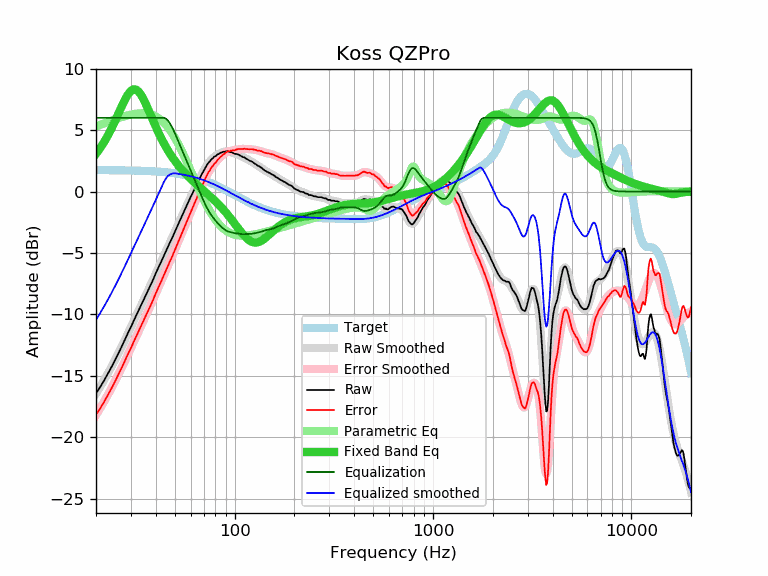 Koss QZPro
10
5
0
−5
−10
−15
−20
−25
Amplitude (dBr)
Target
Raw Smoothed
Error Smoothed
Raw
Error
Parametric Eq
Fixed Band Eq
Equalization
Equalized smoothed
100
1000
10000
Frequency (Hz)